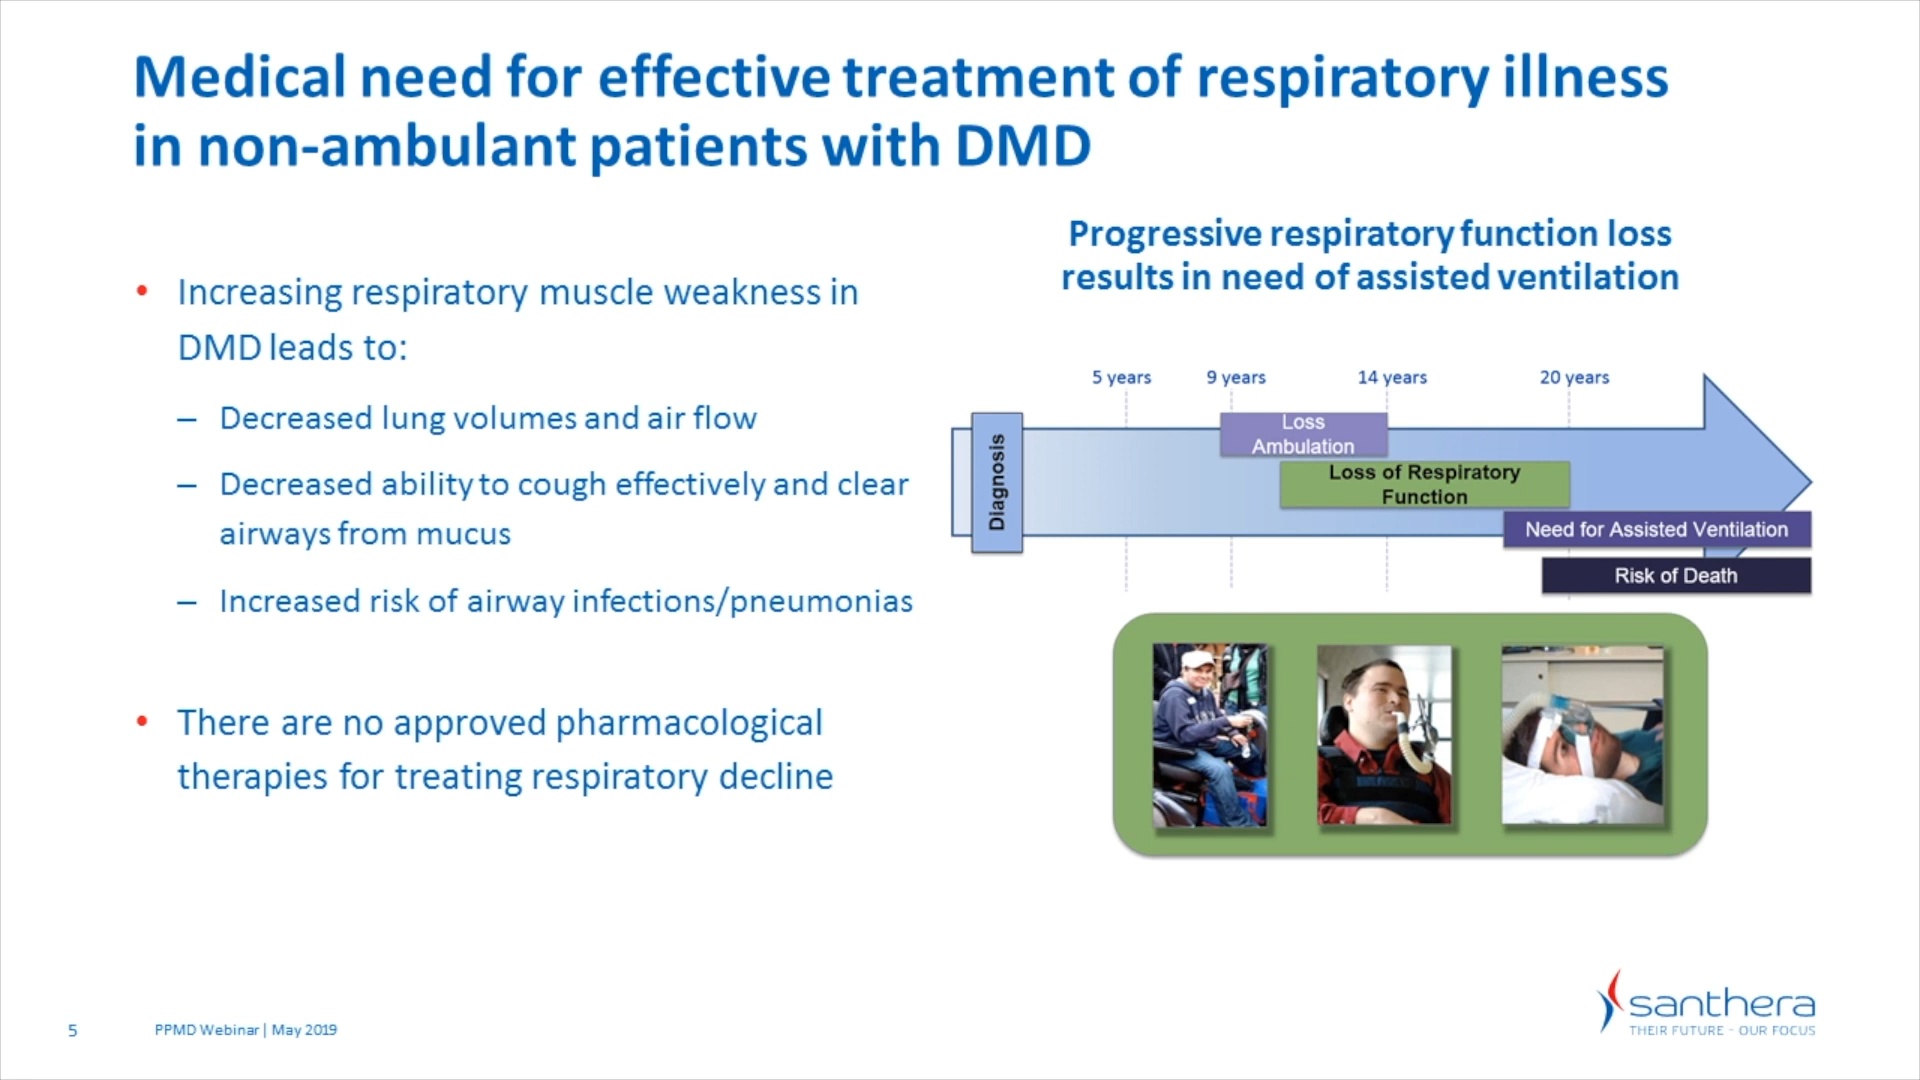 Medical need for effective treatment of respiratory illness
in non-ambulant patients with DMD
• Increasing respiratory muscle weakness in
DMD leads to:
– Decreased lung volumes and air flow
– Decreased ability to cough effectively and clear
airways from mucus
– Increased risk of airway infections/pneumonias
• There are no approved pharmacological
therapies for treating respiratory decline
Progressive respiratory function loss
results in need of assisted ventilation
5 years 9 years 14 years 20 years
Diagnosis
Loss
Ambulation
Loss of Respiratory
Function
Need for Assisted Ventilation
Risk of Death
5 PPMD Webinar | May 2019
santhera
THEIR FUTURE - OUR FOCUS